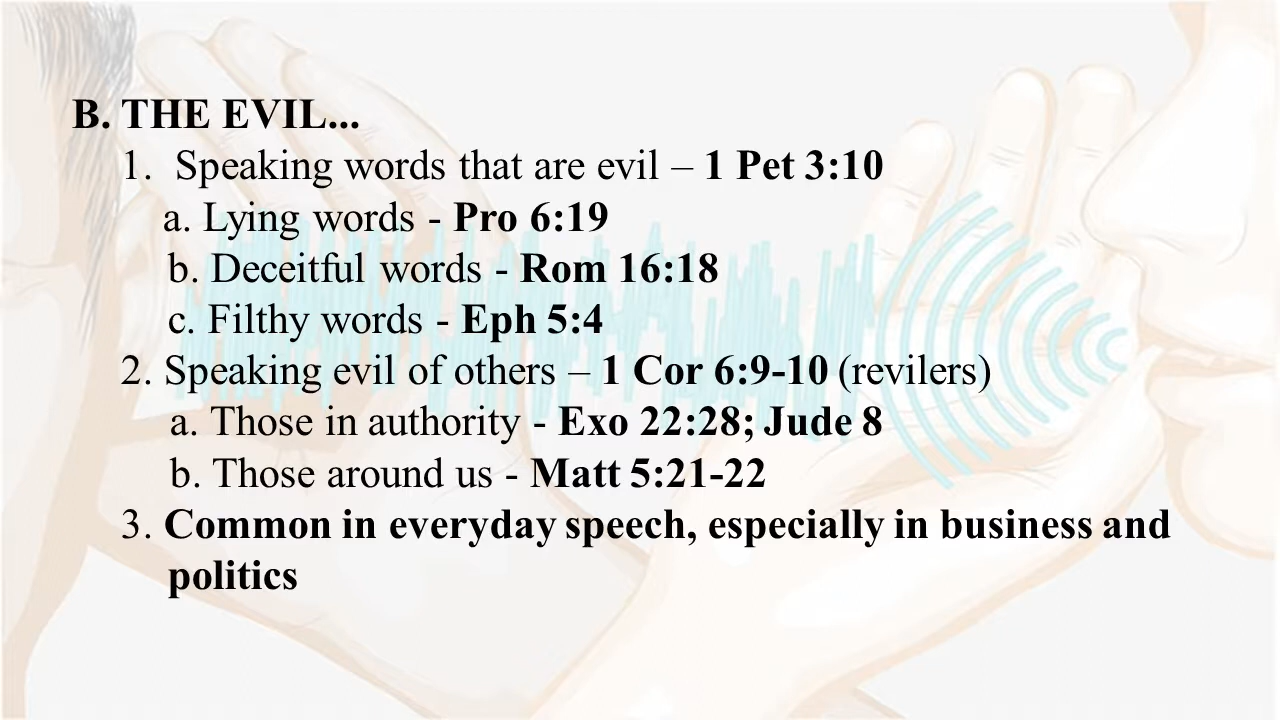 B. THE EVIL...
1. Speaking words that are evil – 1 Pet 3:10
a. Lying words - Pro 6:19
b. Deceitful words - Rom 16:18
c. Filthy words - Eph 5:4
2. Speaking evil of others – 1 Cor 6:9-10 (revilers)
a. Those in authority - Exo 22:28; Jude 8
b. Those around us - Matt 5:21-22
3. Common in everyday speech, especially in business and
politics